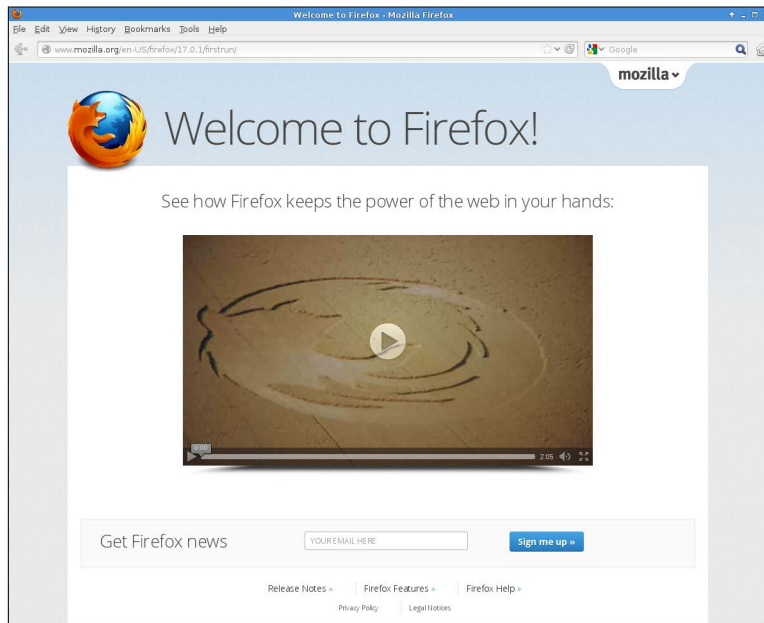 Welcome to Firefox - Mozilla Firefox
File Edit View History Bookmarks Tools Help
www.mozilla.org/en-US/firefox/17.0.1/firstrun/
Google
mozilla
Welcome to Firefox!
See how Firefox keeps the power of the web in your hands:
0:00
2:05
Get Firefox news
YOUR EMAIL HERE
Sign me up »
Release Notes » Firefox Features » Firefox Help »
Privacy Policy Legal Notices